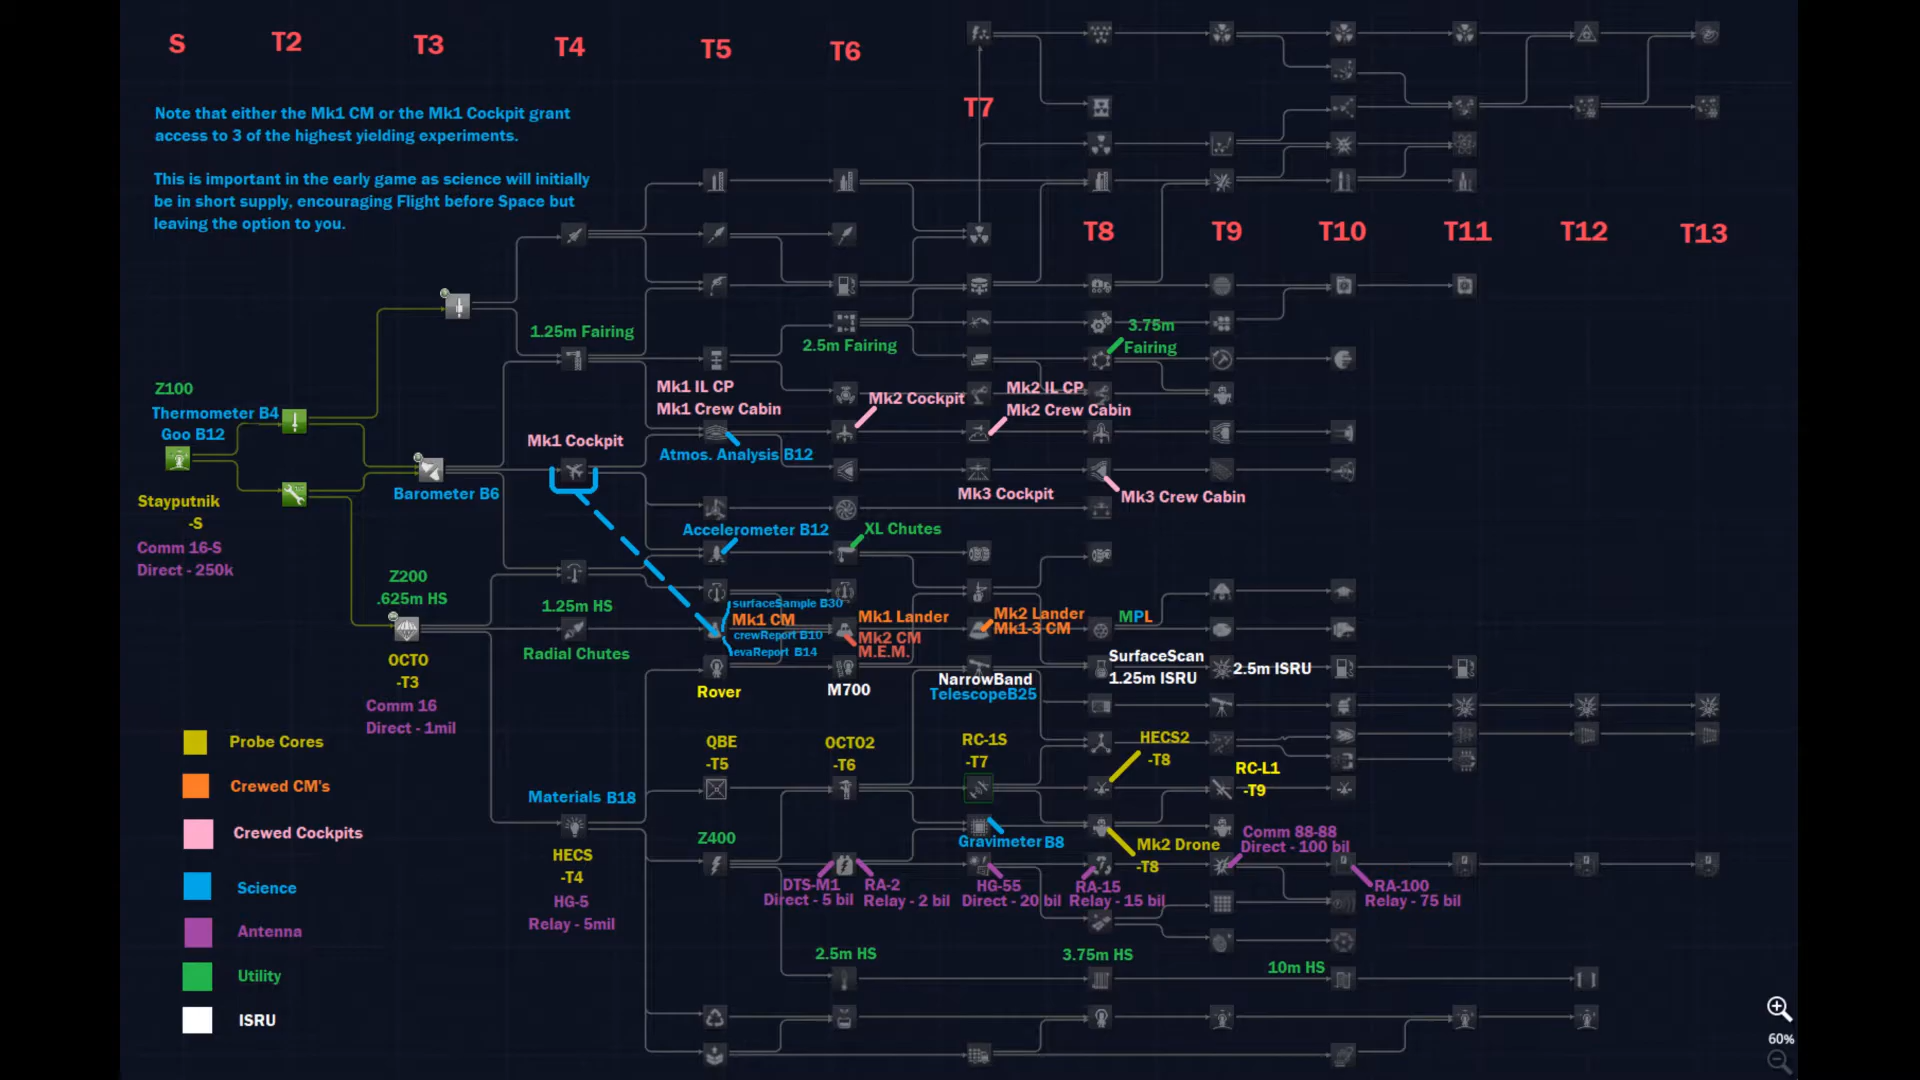 S
T2
T3
T4
T5
T6
T7
T8
T9
T10
T11
T12
T13
Note that either the Mk1 CM or the Mk1 Cockpit grant
access to 3 of the highest yielding experiments.
This is important in the early game as science will initially
be in short supply, encouraging Flight before Space but
leaving the option to you.
Z100
Thermometer B4
Goo B12
Stayputnik
-S
Comm 16-S
Direct - 250k
Barometer B6
Z200
.625m HS
OCTO
-T3
Comm 16
Direct - 1mil
1.25m Fairing
Mk1 Cockpit
1.25m HS
Radial Chutes
Materials B18
HECS
-T4
HG-5
Relay - 5mil
Mk1 IL CP
Mk1 Crew Cabin
Atmos. Analysis B12
Accelerometer B12
surfaceSample B30
Mk1 CM
crewReport B10
evaReport B14
Rover
QBE
-T5
Z400
2.5m Fairing
Mk2 Cockpit
XL Chutes
Mk1 Lander
Mk2 CM
M.E.M.
M700
OCTO2
-T6
DTS-M1
Direct - 5 bil
RA-2
Relay - 2 bil
2.5m HS
Mk2 IL CP
Mk2 Crew Cabin
Mk3 Cockpit
Mk2 Lander
Mk1-3 CM
NarrowBand
TelescopeB25
RC-1S
-T7
Gravimeter B8
HG-55
Direct - 20 bil
3.75m
Fairing
Mk3 Crew Cabin
MPL
SurfaceScan
1.25m ISRU
HECS2
-T8
Mk2 Drone
-T8
RA-15
Relay - 15 bil
3.75m HS
2.5m ISRU
RC-L1
-T9
Comm 88-88
Direct - 100 bil
RA-100
Relay - 75 bil
10m HS
Probe Cores
Crewed CM's
Crewed Cockpits
Science
Antenna
Utility
ISRU
60%